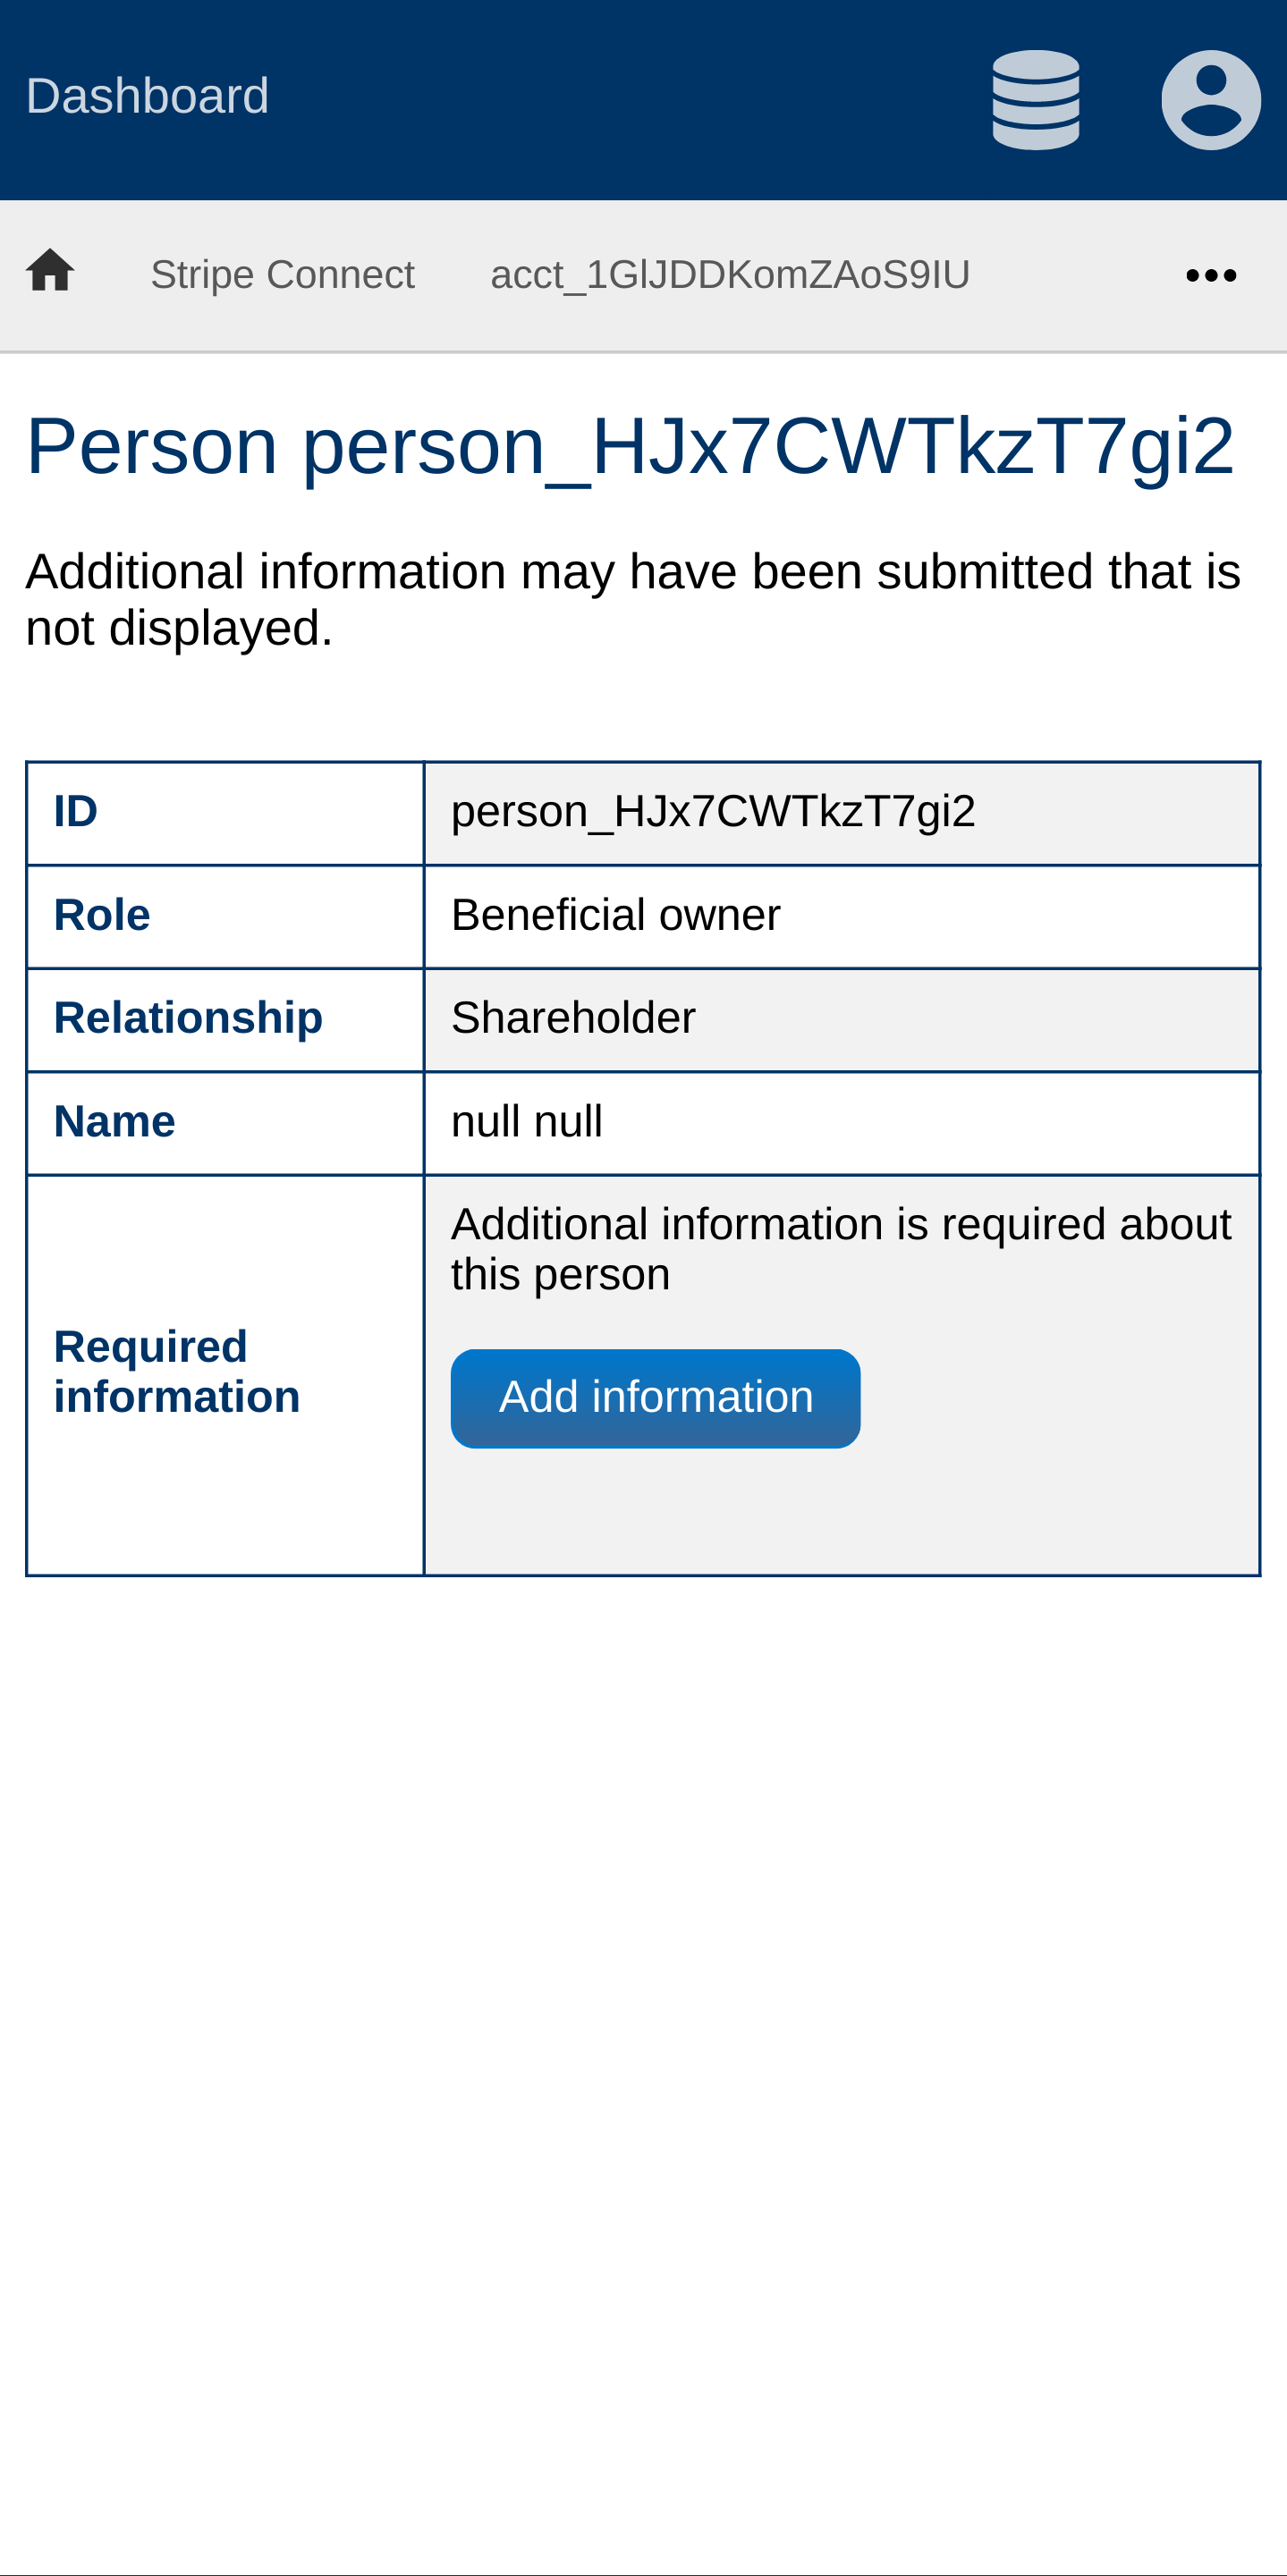 Dashboard
Stripe Connect acct_1GlJDDKomZAoS9IU
Person person_HJx7CWTkzT7gi2
Additional information may have been submitted that is
not displayed.
ID person_HJx7CWTkzT7gi2
Role Beneficial owner
Relationship Shareholder
Name null null
Required
information
Additional information is required about
this person
Add information